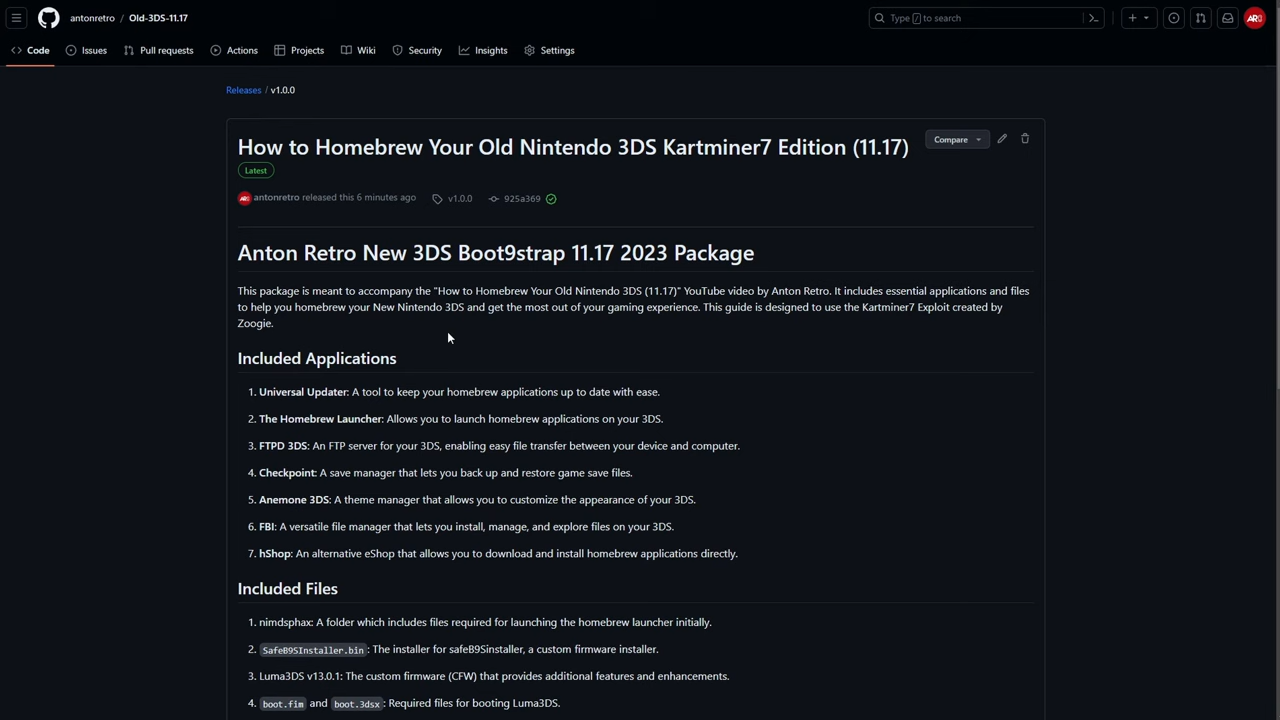 antonretro / Old-3DS-11.17
Type / to search
Code Issues Pull requests Actions Projects Wiki Security Insights Settings
Releases / v1.0.0
How to Homebrew Your Old Nintendo 3DS Kartminer7 Edition (11.17)
Compare
Latest
antonretro released this 6 minutes ago v1.0.0 925a369
Anton Retro New 3DS Boot9strap 11.17 2023 Package
This package is meant to accompany the "How to Homebrew Your Old Nintendo 3DS (11.17)" YouTube video by Anton Retro. It includes essential applications and files
to help you homebrew your New Nintendo 3DS and get the most out of your gaming experience. This guide is designed to use the Kartminer7 Exploit created by
Zoogie.
Included Applications
1. Universal Updater: A tool to keep your homebrew applications up to date with ease.
2. The Homebrew Launcher: Allows you to launch homebrew applications on your 3DS.
3. FTPD 3DS: An FTP server for your 3DS, enabling easy file transfer between your device and computer.
4. Checkpoint: A save manager that lets you back up and restore game save files.
5. Anemone 3DS: A theme manager that allows you to customize the appearance of your 3DS.
6. FBI: A versatile file manager that lets you install, manage, and explore files on your 3DS.
7. hShop: An alternative eShop that allows you to download and install homebrew applications directly.
Included Files
1. nimdsphax: A folder which includes files required for launching the homebrew launcher initially.
2. SafeB9SInstaller.bin: The installer for safeB9Sinstaller, a custom firmware installer.
3. Luma3DS v13.0.1: The custom firmware (CFW) that provides additional features and enhancements.
4. boot.fim and boot.3dsx: Required files for booting Luma3DS.